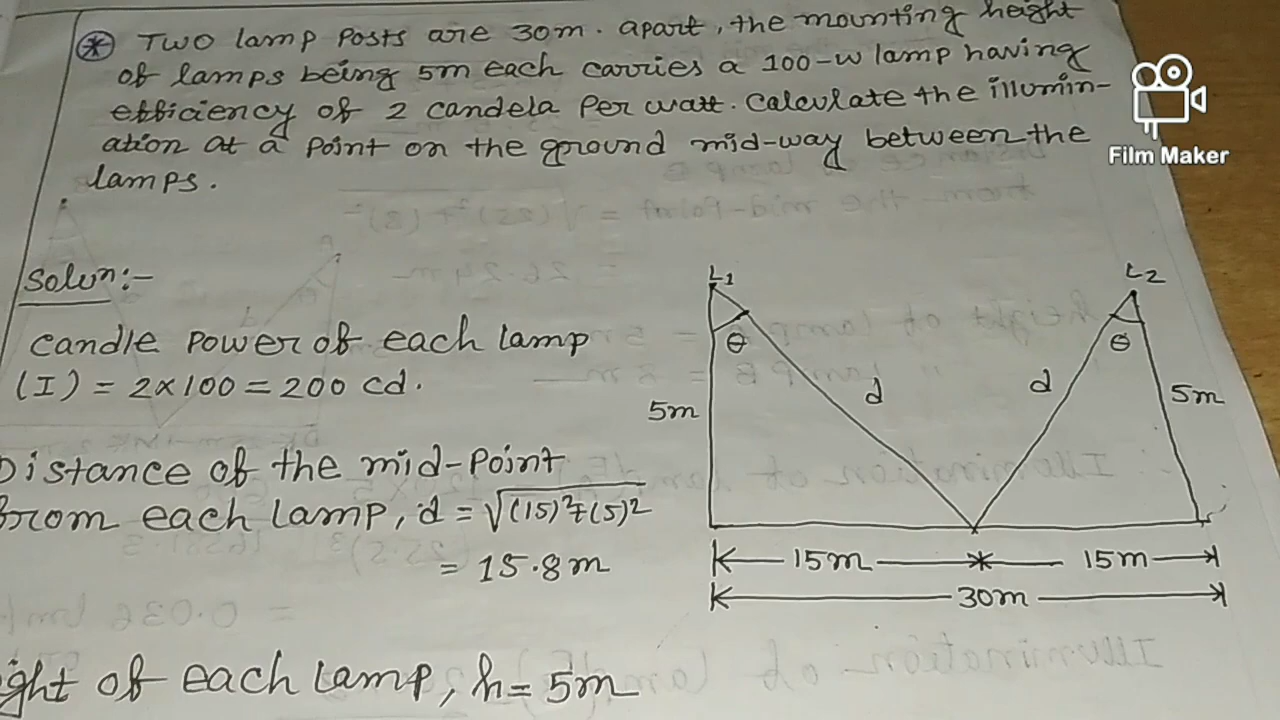 * Two lamp Posts are 30m. apart, the mounting height
of lamps being 5m each carries a 100-W lamp having
efficiency of 2 candela Per watt. Calculate the illumin-
ation at a Point on the ground mid-way between the
lamps.
Film Maker
Solun:-
Candle Power of each lamp
(I) = 2×100 = 200 cd.
Distance of the mid-Point
from each lamp, d = √(15)²+(5)²
= 15.8m
ight of each lamp, h = 5m
L1
L2
θ
θ
d
d
5m
5m
15m
15m
30m